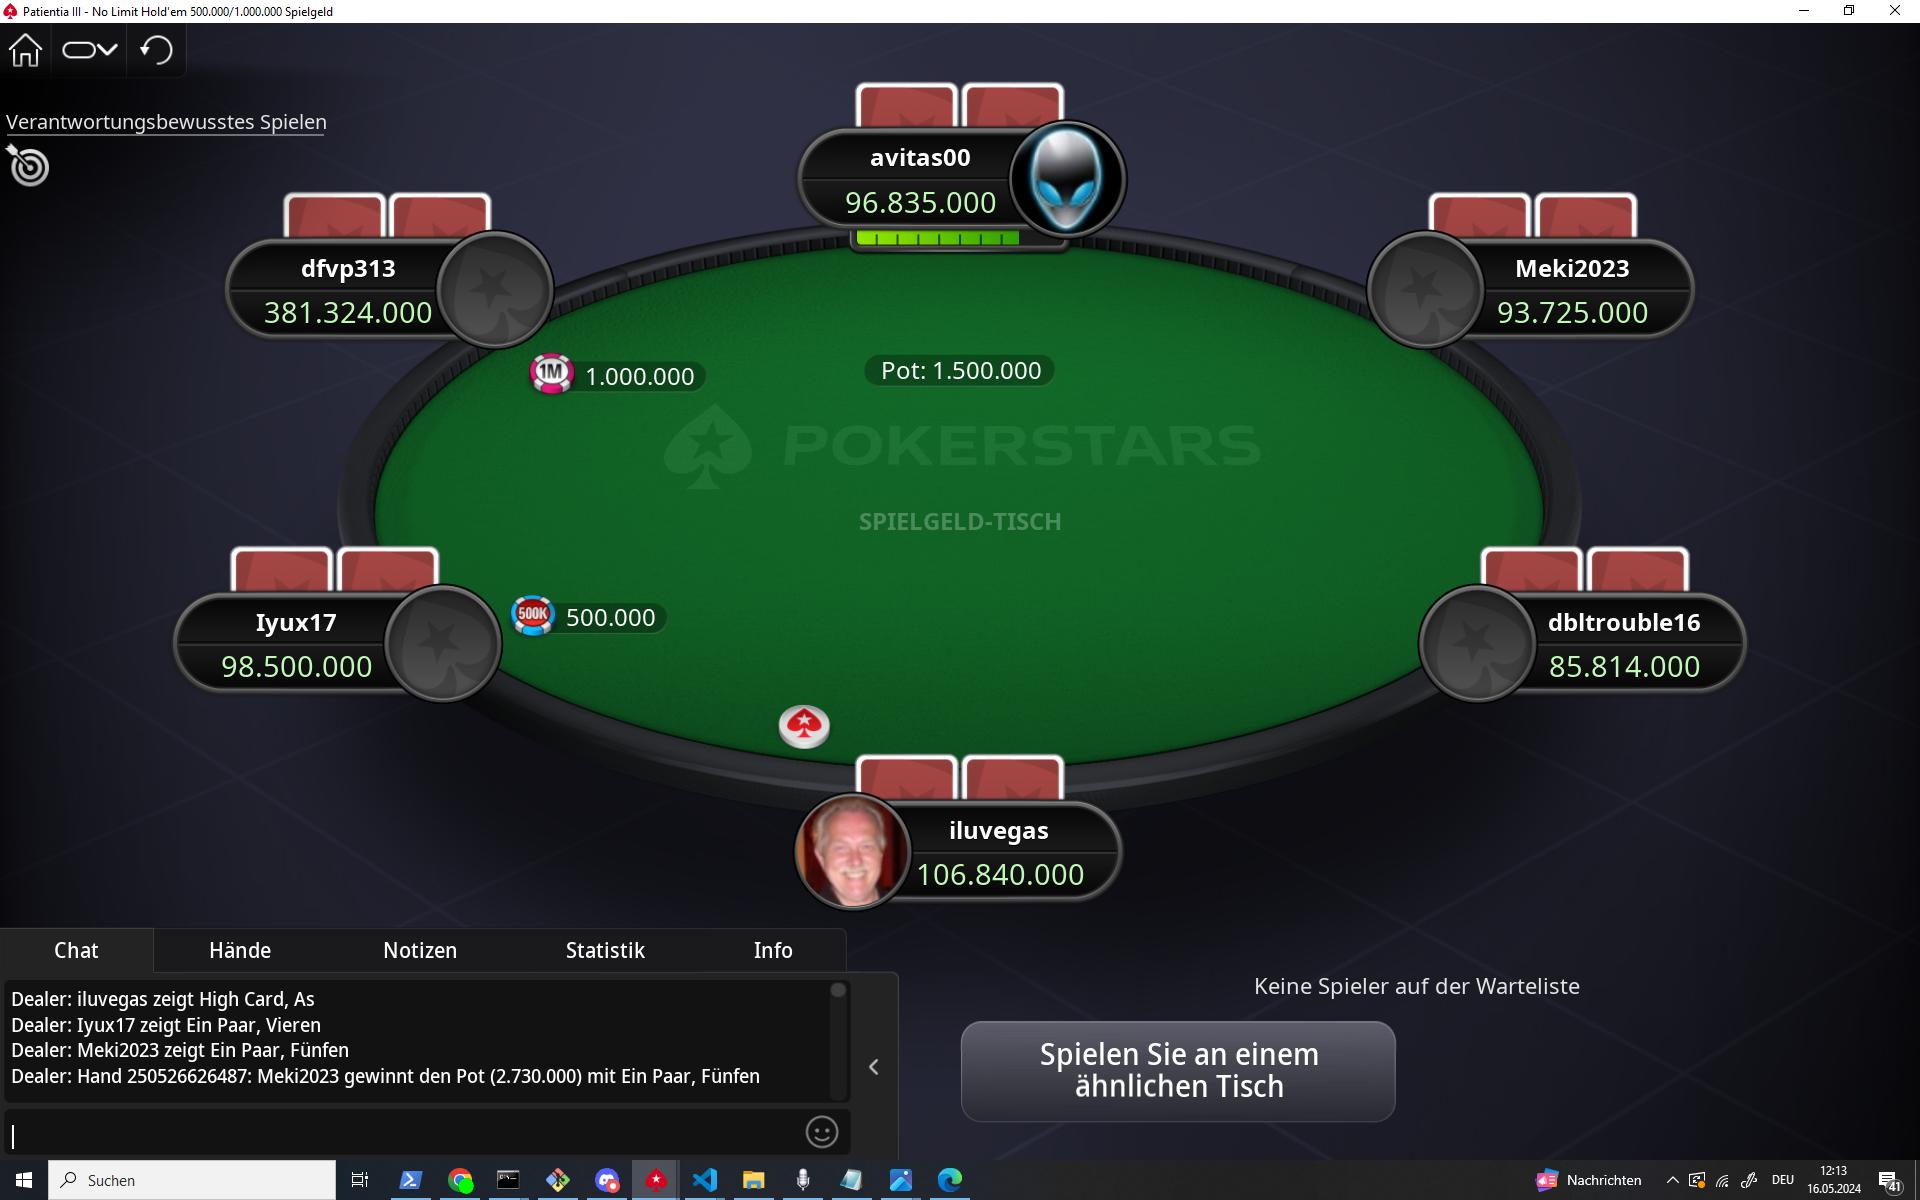 Patientia III - No Limit Hold'em 500.000/1.000.000 Spielgeld
Verantwortungsbewusstes Spielen
avitas00
96.835.000
dfvp313
381.324.000
Meki2023
93.725.000
1M
1.000.000
Pot: 1.500.000
POKERSTARS
SPIELGELD-TISCH
Iyux17
98.500.000
500K
500.000
dbltrouble16
85.814.000
iluvegas
106.840.000
Chat
Hände
Notizen
Statistik
Info
Dealer: iluvegas zeigt High Card, As
Dealer: Iyux17 zeigt Ein Paar, Vieren
Dealer: Meki2023 zeigt Ein Paar, Fünfen
Dealer: Hand 250526626487: Meki2023 gewinnt den Pot (2.730.000) mit Ein Paar, Fünfen
Keine Spieler auf der Warteliste
Spielen Sie an einem
ähnlichen Tisch
Suchen
Nachrichten
DEU
12:13
16.05.2024
41